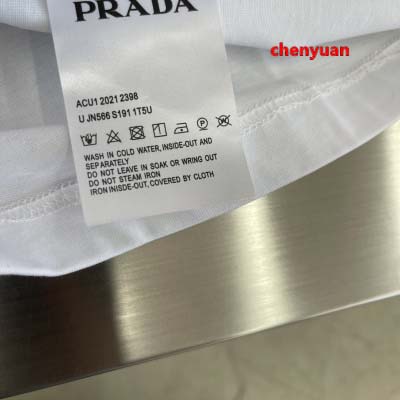 PRADA
chenyuan
ACU1 2021 2398
U JN566 S191 1T5U
WASH IN COLD WATER, INSIDE-OUT AND
SEPARATELY
DO NOT LEAVE IN SOAK OR WRING OUT
DO NOT STEAM IRON
IRON INISDE-OUT, COVERED BY CLOTH